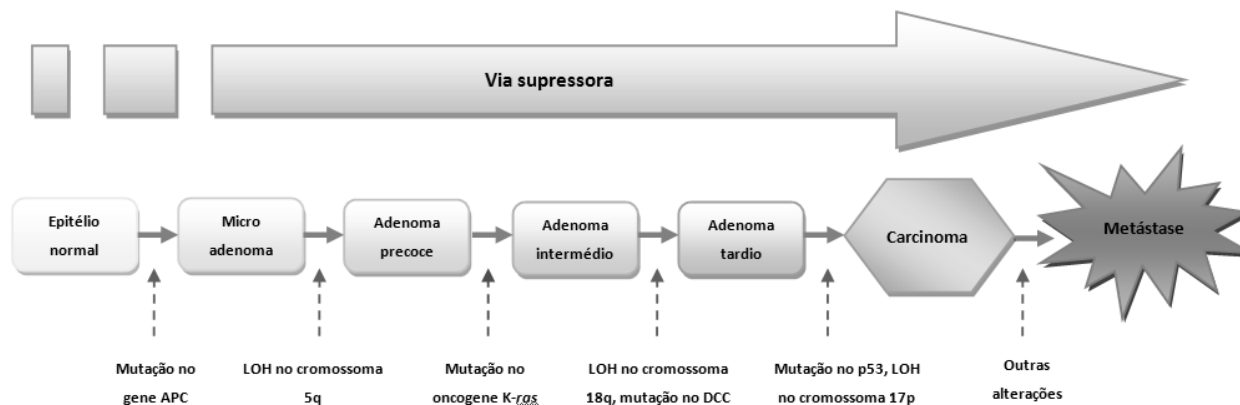 Via supressora
Epitélio
normal
Micro
adenoma
Adenoma
precoce
Adenoma
intermédio
Adenoma
tardio
Carcinoma
Metástase
Mutação no
gene APC
LOH no cromossoma
5q
Mutação no
oncogene K-ras
LOH no cromossoma
18q, mutação no DCC
Mutação no p53, LOH
no cromossoma 17p
Outras
alterações